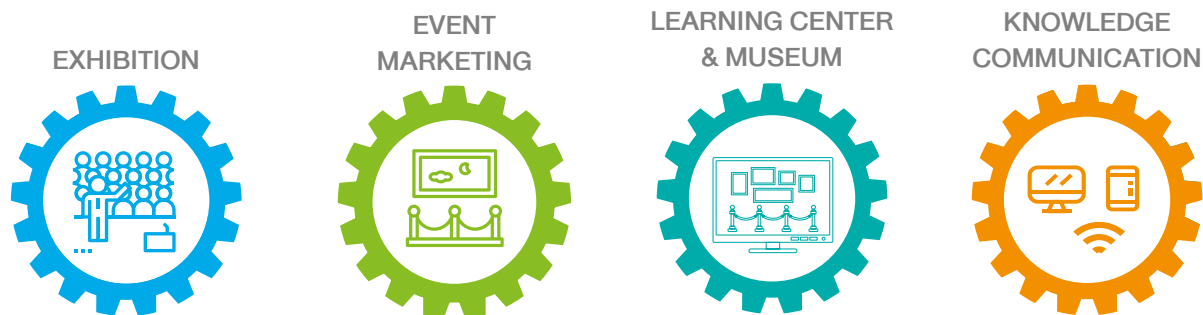 EXHIBITION
EVENT
MARKETING
LEARNING CENTER
& MUSEUM
KNOWLEDGE
COMMUNICATION